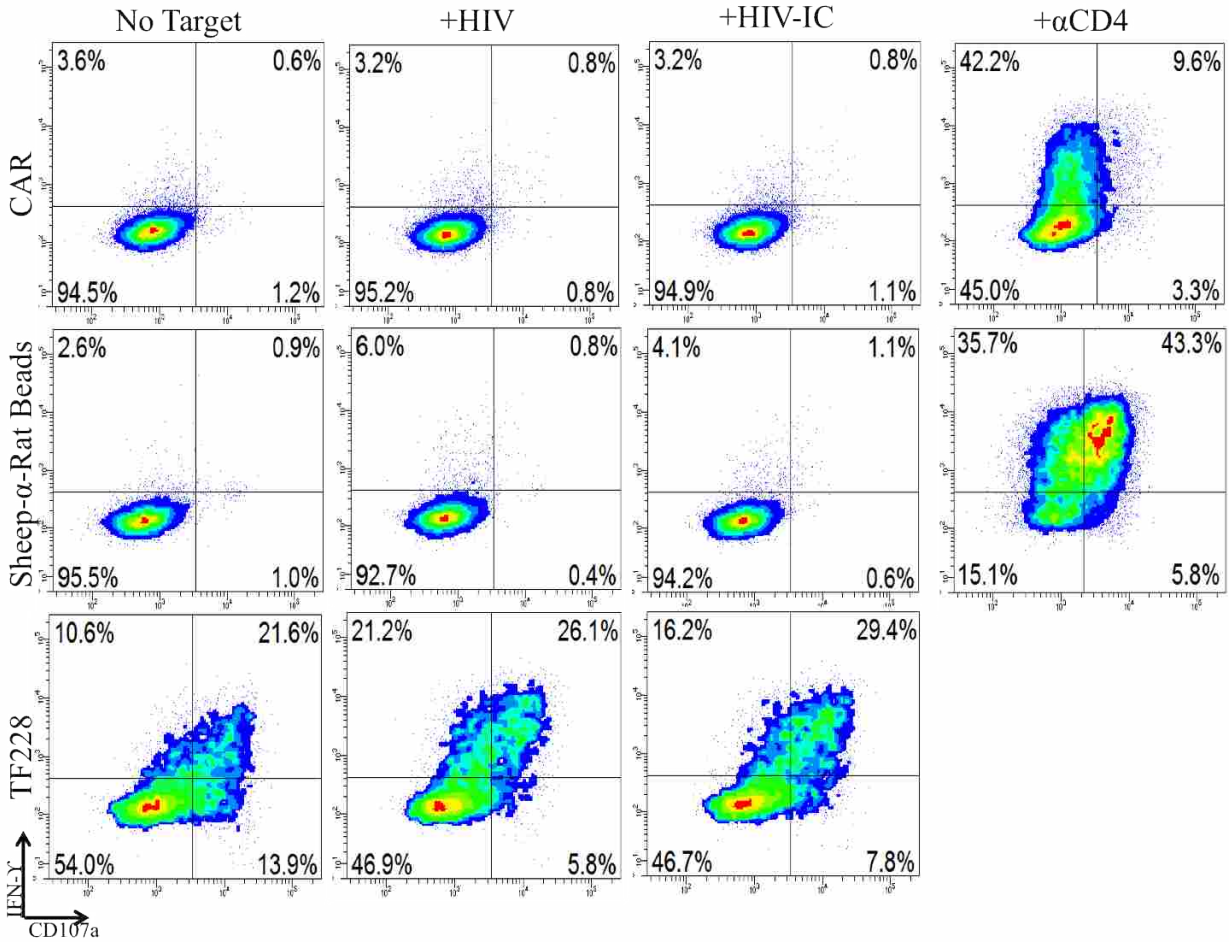 No Target +HIV +HIV-IC +αCD4
CAR
3.6% 0.6% 3.2% 0.8% 3.2% 0.8% 42.2% 9.6%
94.5% 1.2% 95.2% 0.8% 94.9% 1.1% 45.0% 3.3%
Sheep-α-Rat Beads
2.6% 0.9% 6.0% 0.8% 4.1% 1.1% 35.7% 43.3%
95.5% 1.0% 92.7% 0.4% 94.2% 0.6% 15.1% 5.8%
TF228
10.6% 21.6% 21.2% 26.1% 16.2% 29.4%
54.0% 13.9% 46.9% 5.8% 46.7% 7.8%
IFN-ϒ
CD107a